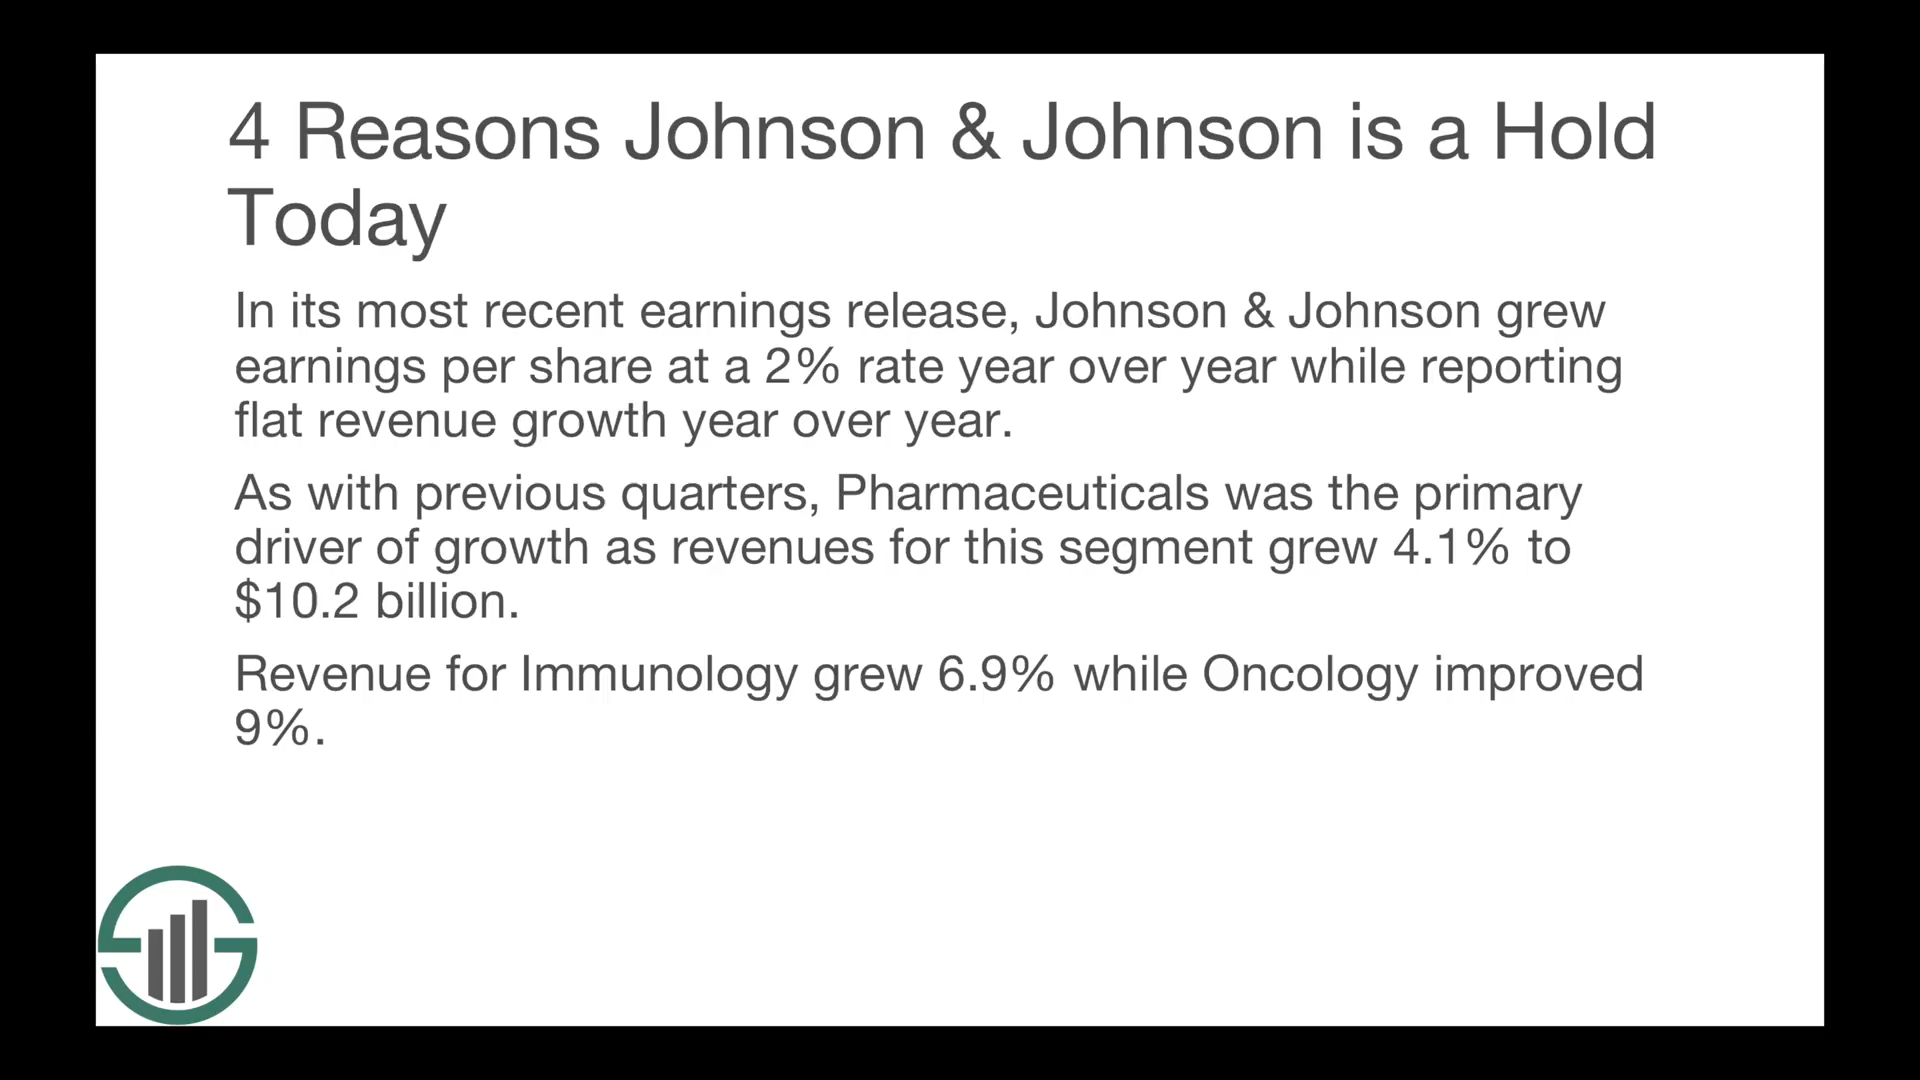 4 Reasons Johnson & Johnson is a Hold
Today
In its most recent earnings release, Johnson & Johnson grew
earnings per share at a 2% rate year over year while reporting
flat revenue growth year over year.
As with previous quarters, Pharmaceuticals was the primary
driver of growth as revenues for this segment grew 4.1% to
$10.2 billion.
Revenue for Immunology grew 6.9% while Oncology improved
9%.